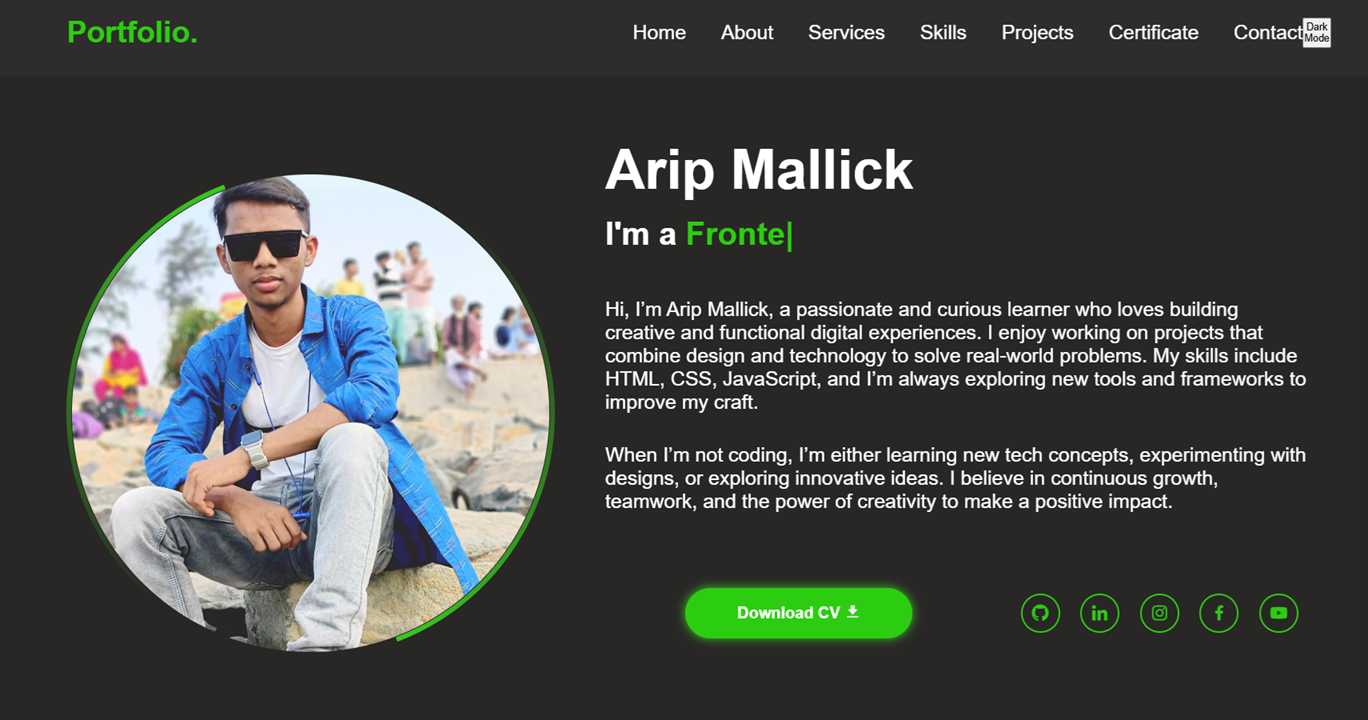 Portfolio.
Home About Services Skills Projects Certificate Contact
Dark
Mode
Arip Mallick
I'm a Fronte|
Hi, I’m Arip Mallick, a passionate and curious learner who loves building
creative and functional digital experiences. I enjoy working on projects that
combine design and technology to solve real-world problems. My skills include
HTML, CSS, JavaScript, and I’m always exploring new tools and frameworks to
improve my craft.
When I’m not coding, I’m either learning new tech concepts, experimenting with
designs, or exploring innovative ideas. I believe in continuous growth,
teamwork, and the power of creativity to make a positive impact.
Download CV